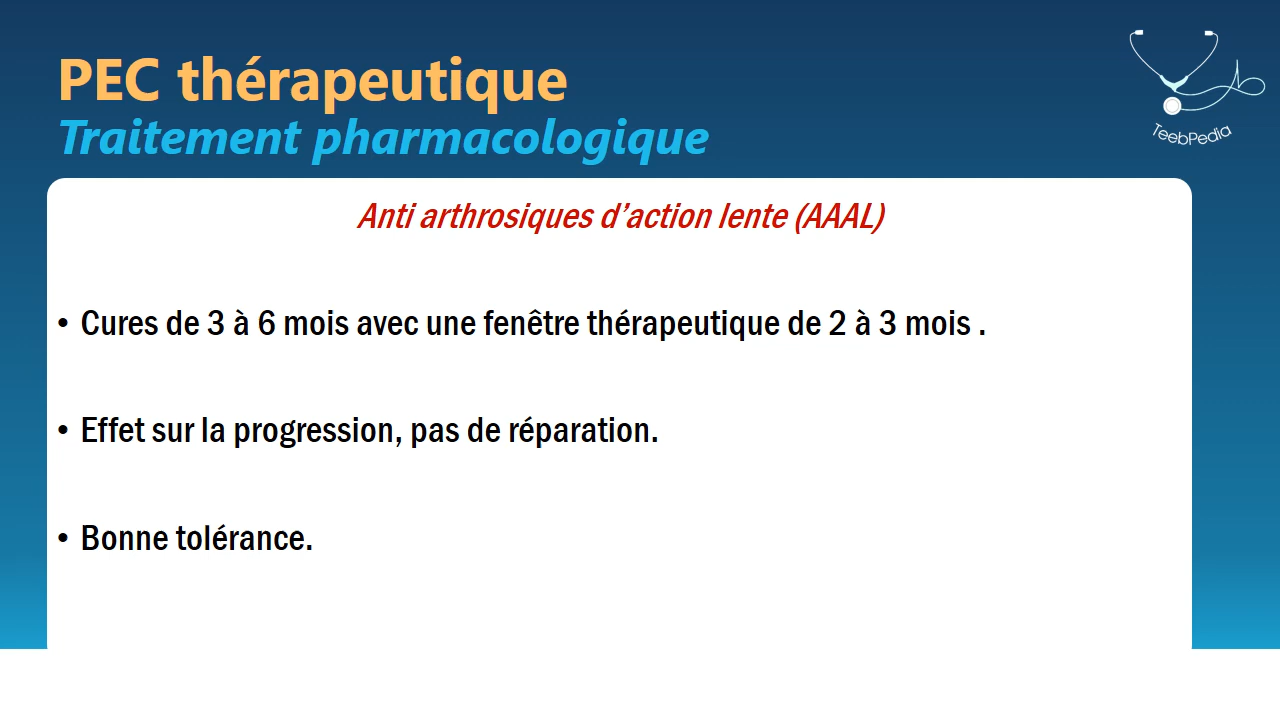 PEC thérapeutique
Traitement pharmacologique
TeebPedia
Anti arthrosiques d’action lente (AAAL)
• Cures de 3 à 6 mois avec une fenêtre thérapeutique de 2 à 3 mois .
• Effet sur la progression, pas de réparation.
• Bonne tolérance.